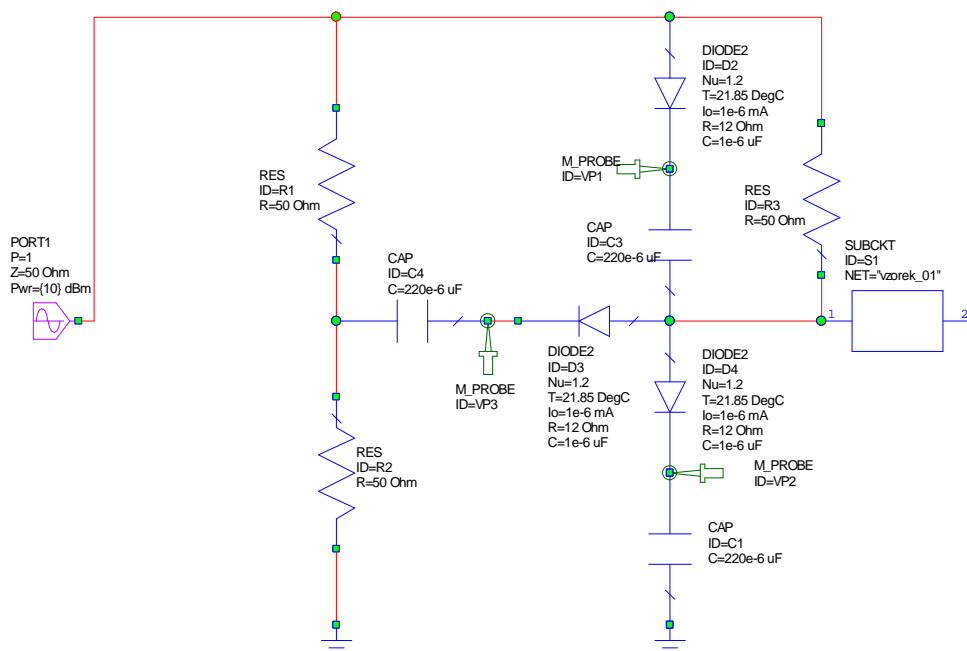 DIODE2
ID=D2
Nu=1.2
T=21.85 DegC
Io=1e-6 mA
R=12 Ohm
C=1e-6 uF
M_PROBE
ID=VP1
RES
ID=R1
R=50 Ohm
RES
ID=R3
R=50 Ohm
PORT1
P=1
Z=50 Ohm
Pwr={10} dBm
CAP
ID=C3
C=220e-6 uF
CAP
ID=C4
C=220e-6 uF
SUBCKT
ID=S1
NET="vzorek_01"
1
2
DIODE2
ID=D3
Nu=1.2
T=21.85 DegC
Io=1e-6 mA
R=12 Ohm
C=1e-6 uF
DIODE2
ID=D4
Nu=1.2
T=21.85 DegC
Io=1e-6 mA
R=12 Ohm
C=1e-6 uF
M_PROBE
ID=VP3
RES
ID=R2
R=50 Ohm
M_PROBE
ID=VP2
CAP
ID=C1
C=220e-6 uF